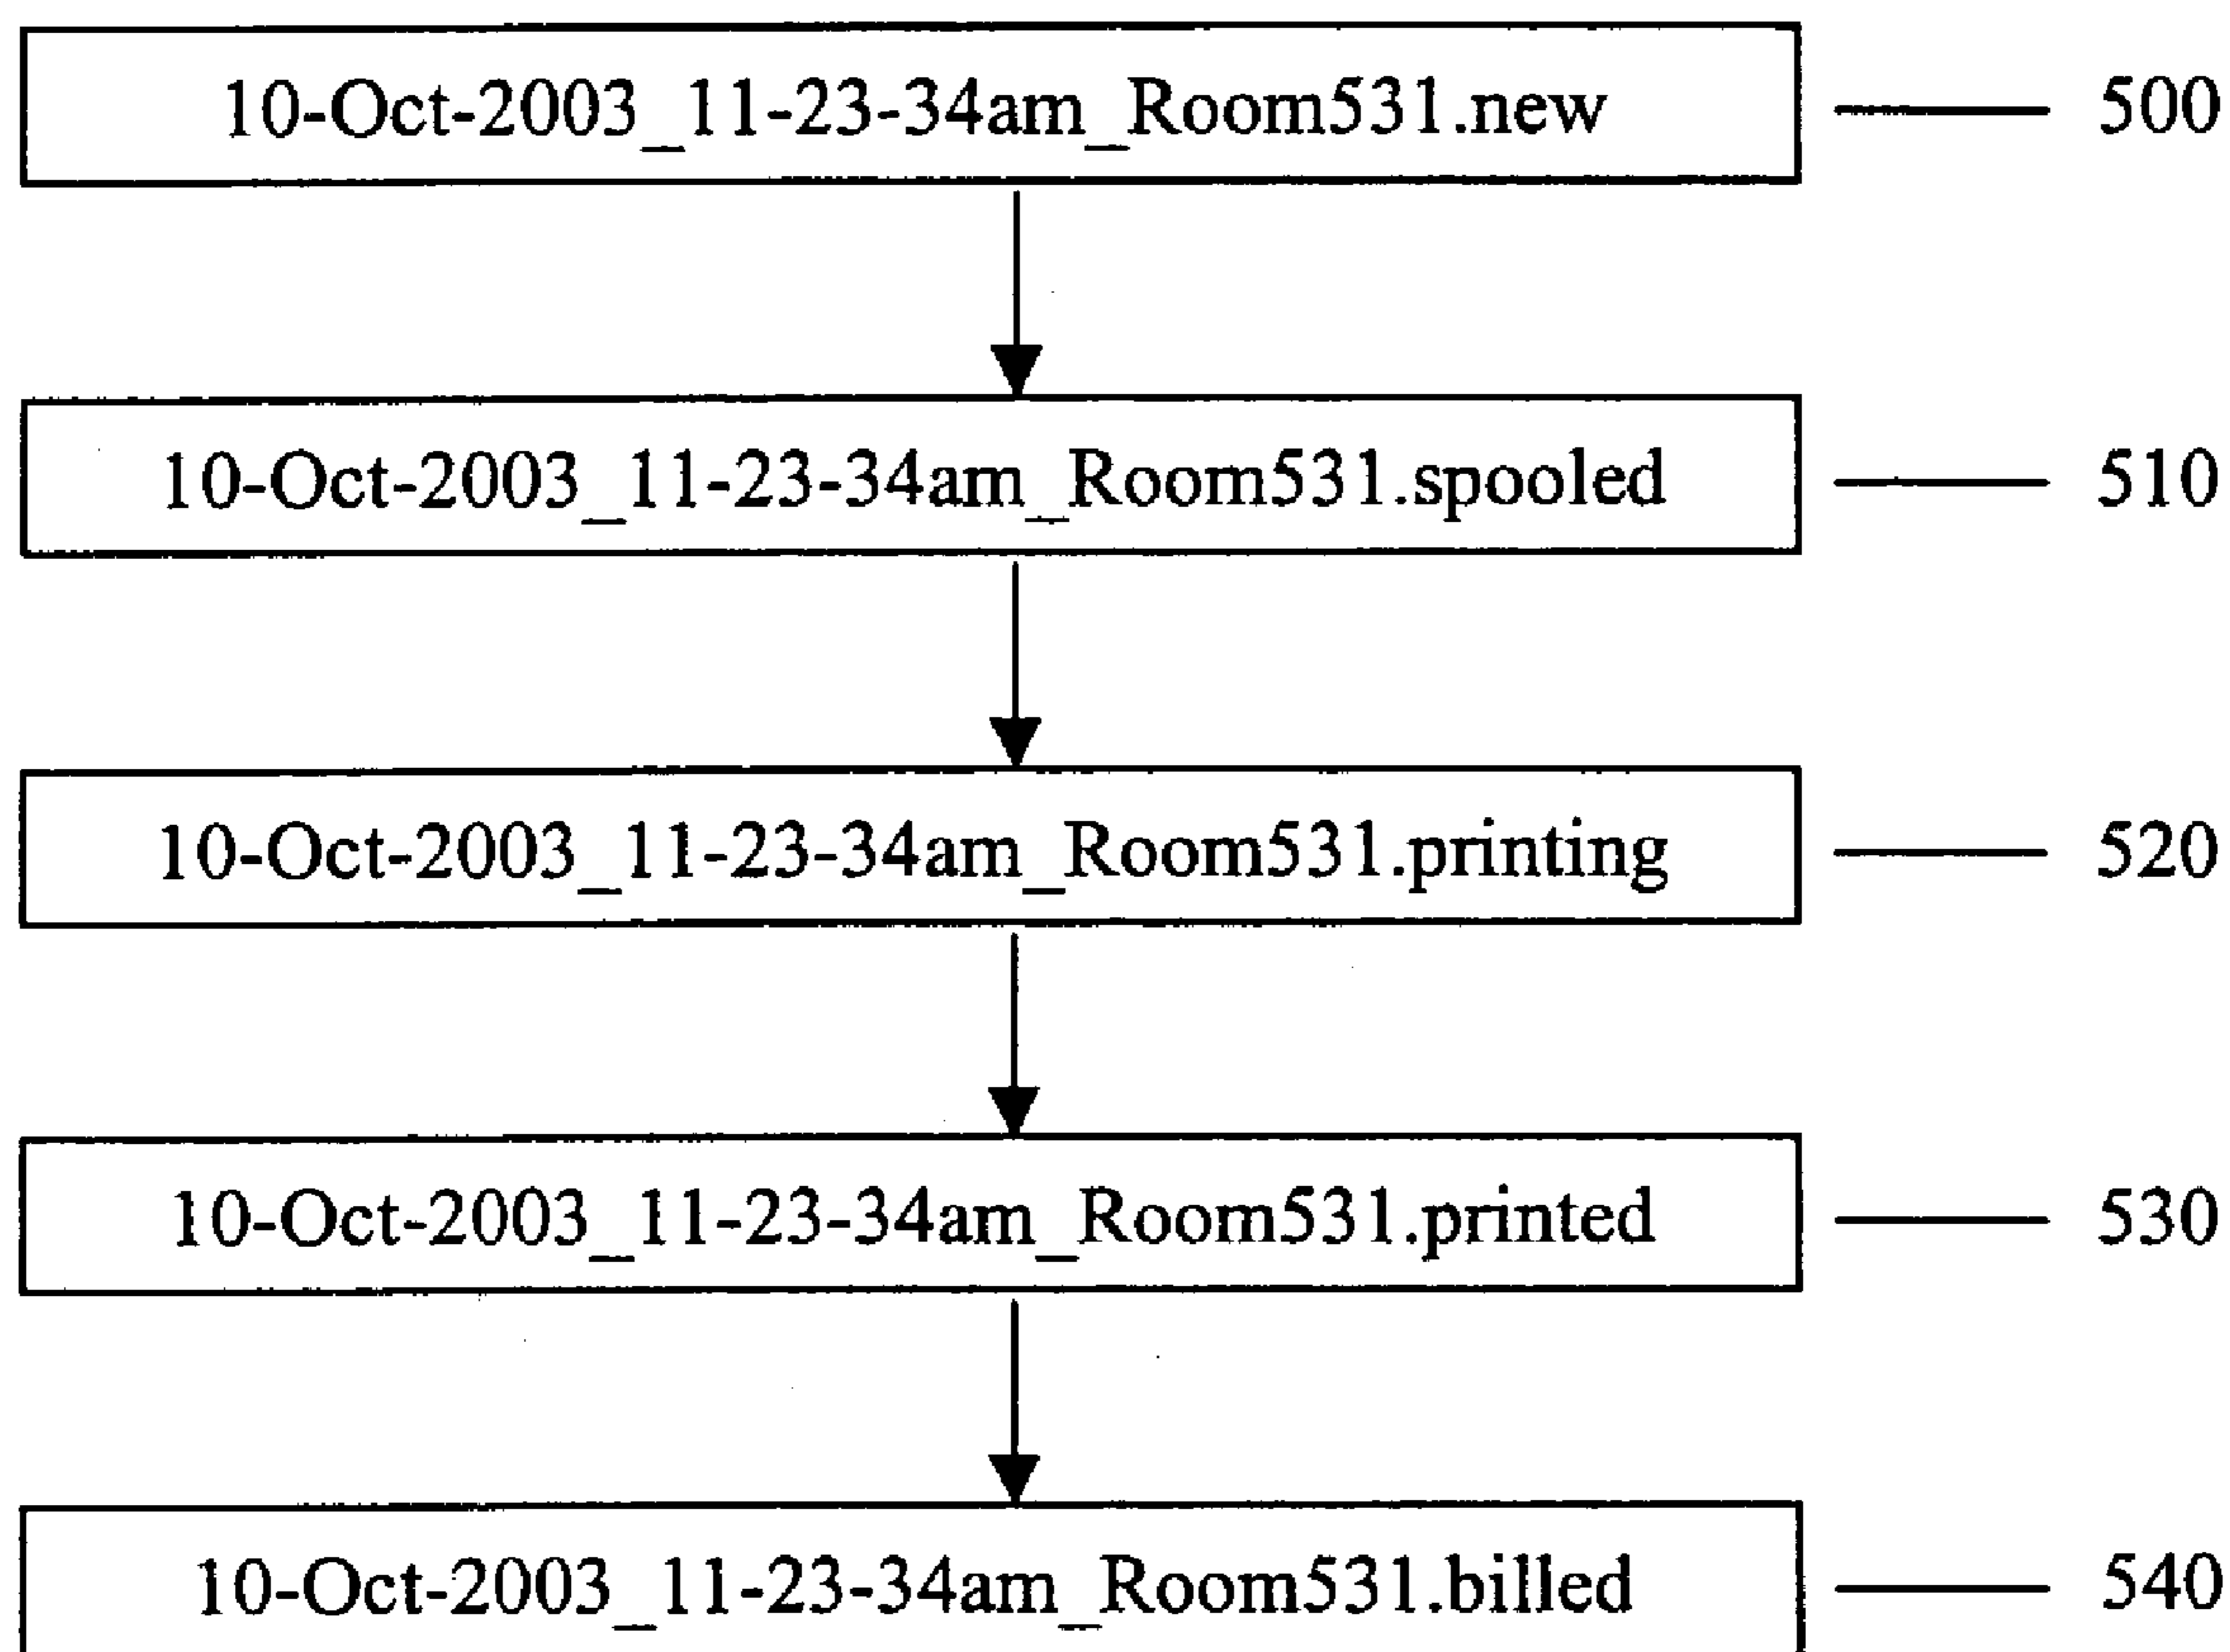 10-Oct-2003_11-23-34am_Room531.new 500
10-Oct-2003_11-23-34am_Room531.spooled 510
10-Oct-2003_11-23-34am_Room531.printing 520
10-Oct-2003_11-23-34am_Room531.printed 530
10-Oct-2003_11-23-34am_Room531.billed 540